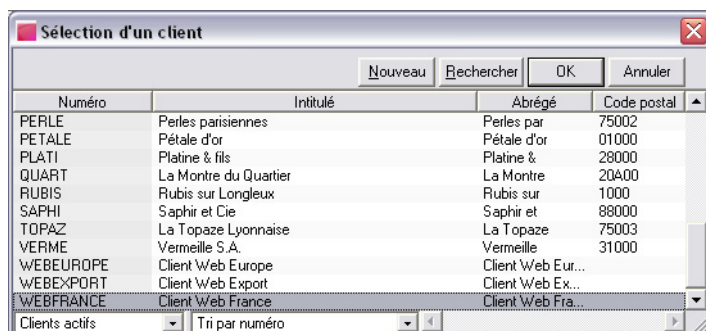 Sélection d'un client
Nouveau Rechercher OK Annuler
Numéro Intitulé Abrégé Code postal
PERLE Perles parisiennes Perles par 75002
PETALE Pétale d'or Pétale d'or 01000
PLATI Platine & fils Platine & 28000
QUART La Montre du Quartier La Montre 20A00
RUBIS Rubis sur Longleux Rubis sur 1000
SAPHI Saphir et Cie Saphir et 88000
TOPAZ La Topaze Lyonnaise La Topaze 75003
VERME Vermeille S.A. Vermeille 31000
WEBEUROPE Client Web Europe Client Web Eur...
WEBEXPORT Client Web Export Client Web Ex...
WEBFRANCE Client Web France Client Web Fra...
Clients actifs Tri par numéro